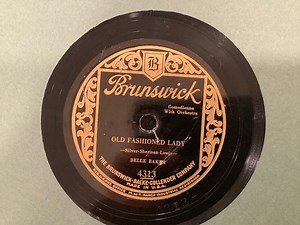 B
Brunswick
Comedienne
With Orchestra
OLD FASHIONED LADY
—Silver-Sherman-Lewis—
BELLE BAKER
4313
THE BRUNSWICK-BALKE-COLLENDER COMPANY
MADE IN U.S.A.